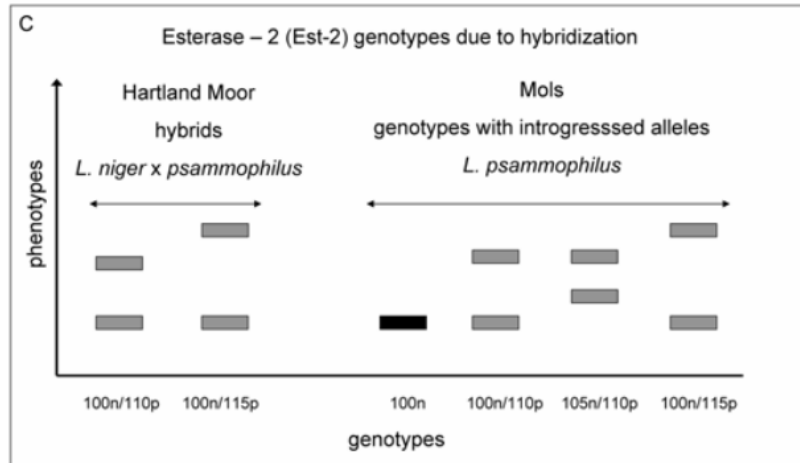 C
Esterase – 2 (Est-2) genotypes due to hybridization
Hartland Moor
hybrids
L. niger x psammophilus
Mols
genotypes with introgresssed alleles
L. psammophilus
phenotypes
100n/110p 100n/115p 100n 100n/110p 105n/110p 100n/115p
genotypes